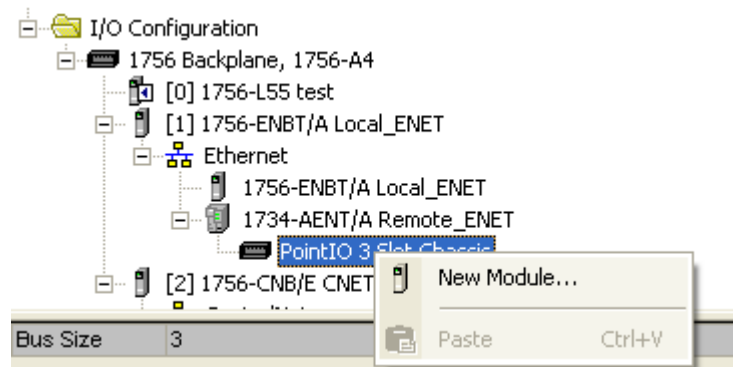 I/O Configuration
1756 Backplane, 1756-A4
[0] 1756-L55 test
[1] 1756-ENBT/A Local_ENET
Ethernet
1756-ENBT/A Local_ENET
1734-AENT/A Remote_ENET
PointIO 3 Slot Chassis
[2] 1756-CNB/E CNET
New Module...
Paste Ctrl+V
Bus Size 3